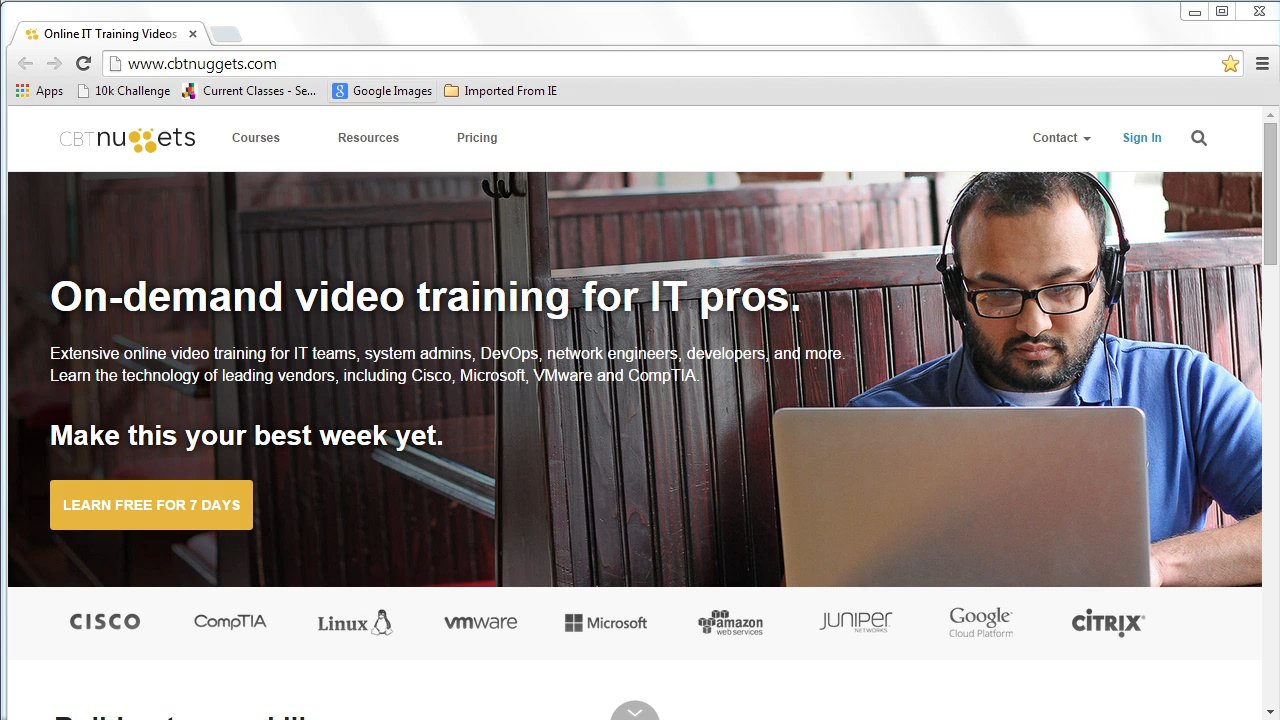 Online IT Training Videos
www.cbtnuggets.com
Apps 10k Challenge Current Classes - Se... Google Images Imported From IE
CBT nuggets Courses Resources Pricing Contact Sign In
On-demand video training for IT pros.
Extensive online video training for IT teams, system admins, DevOps, network engineers, developers, and more.
Learn the technology of leading vendors, including Cisco, Microsoft, VMware and CompTIA.
Make this your best week yet.
LEARN FREE FOR 7 DAYS
CISCO CompTIA Linux vmware Microsoft amazon web services JUNIPER NETWORKS Google Cloud Platform CITRIX